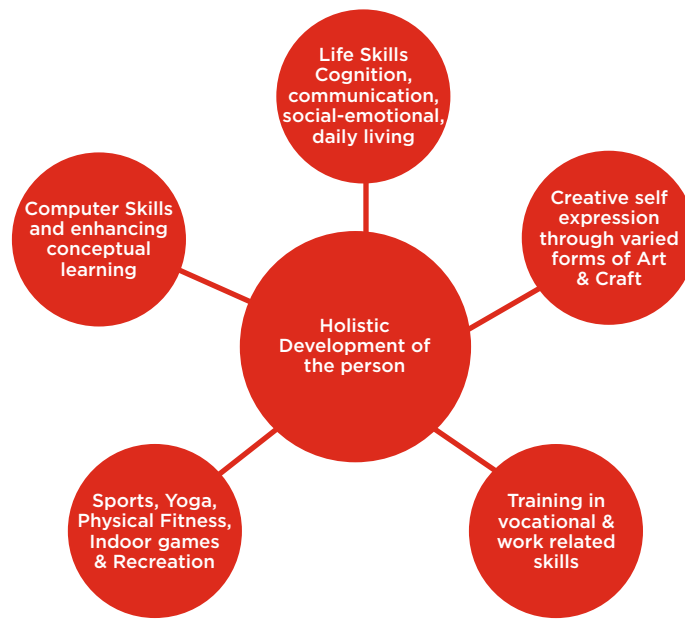 Life Skills
Cognition,
communication,
social-emotional,
daily living
Creative self
expression
through varied
forms of Art
& Craft
Computer Skills
and enhancing
conceptual
learning
Holistic
Development of
the person
Sports, Yoga,
Physical Fitness,
Indoor games
& Recreation
Training in
vocational &
work related
skills